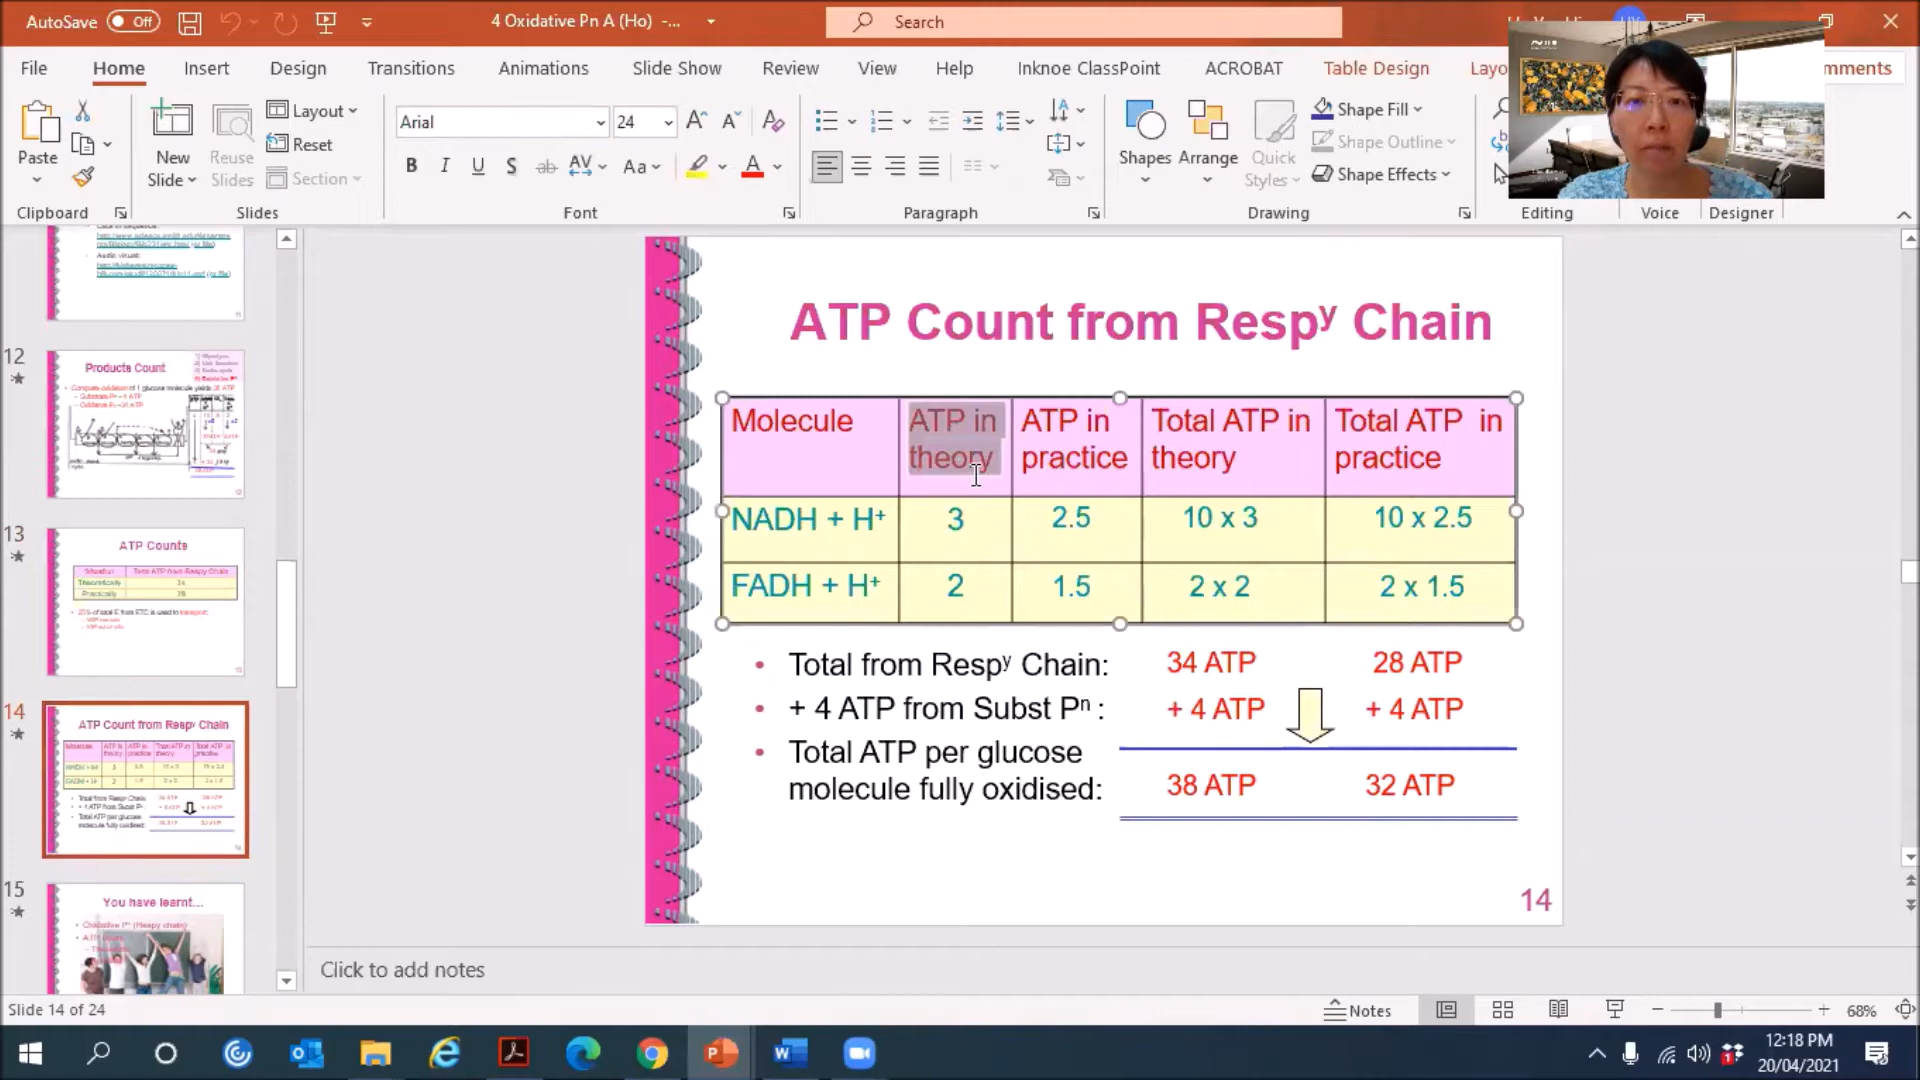 AutoSave Off
4 Oxidative Pn A (Ho) -...
Search
File Home Insert Design Transitions Animations Slide Show Review View Help Inknoe ClassPoint ACROBAT Table Design
Paste
New Slide
Reuse Slides
Layout
Reset
Section
Arial 24
Shapes
Arrange
Quick Styles
Shape Fill
Shape Outline
Shape Effects
Clipboard Slides Font Paragraph Drawing Editing Voice Designer
12
Products Count
13
ATP Counts
14
ATP Count from Respy Chain
15
You have learnt...
ATP Count from Respʸ Chain
Molecule ATP in theory ATP in practice Total ATP in theory Total ATP in practice
NADH + H⁺ 3 2.5 10 x 3 10 x 2.5
FADH + H⁺ 2 1.5 2 x 2 2 x 1.5
• Total from Respʸ Chain: 34 ATP 28 ATP
• + 4 ATP from Subst Pⁿ : + 4 ATP + 4 ATP
• Total ATP per glucose
molecule fully oxidised: 38 ATP 32 ATP
14
Click to add notes
Slide 14 of 24
Notes
68%
12:18 PM
20/04/2021